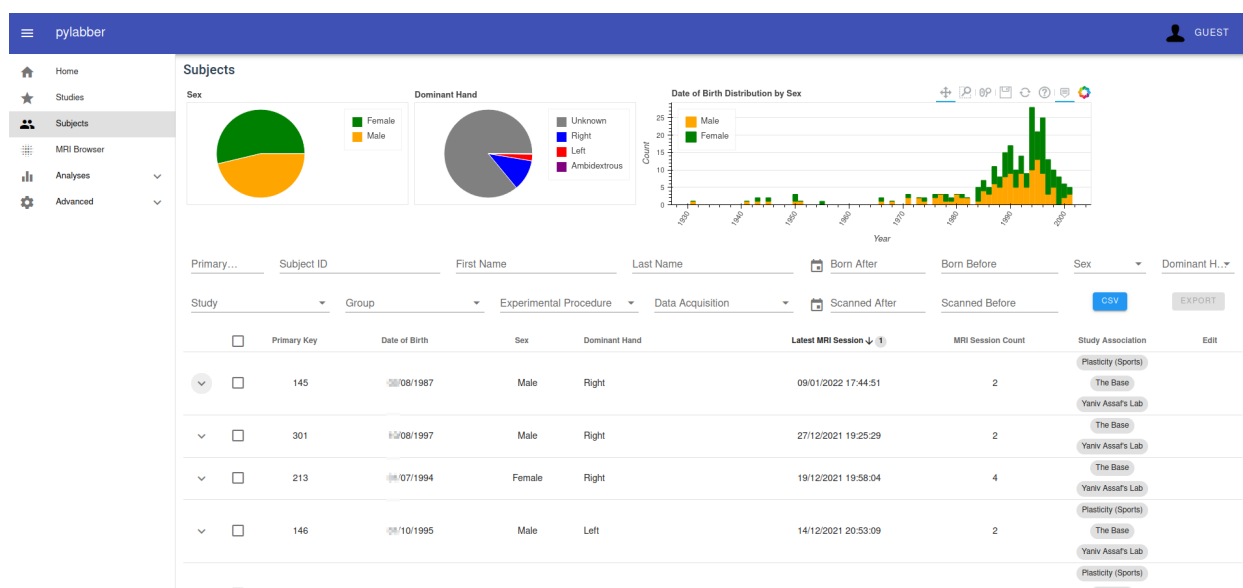 pylabber
GUEST
Home
Studies
Subjects
MRI Browser
Analyses
Advanced
Subjects
Sex
Female
Male
Dominant Hand
Unknown
Right
Left
Ambidextrous
Date of Birth Distribution by Sex
Male
Female
Count
25
20
15
10
5
0
1930 1940 1950 1960 1970 1980 1990 2000
Year
Primary... Subject ID First Name Last Name Born After Born Before Sex Dominant H...
Study Group Experimental Procedure Data Acquisition Scanned After Scanned Before CSV EXPORT
Primary Key Date of Birth Sex Dominant Hand Latest MRI Session 1 MRI Session Count Study Association Edit
145 /08/1987 Male Right 09/01/2022 17:44:51 2 Plasticity (Sports)
The Base
Yaniv Assaf's Lab
301 /08/1997 Male Right 27/12/2021 19:25:29 2 The Base
Yaniv Assaf's Lab
213 /07/1994 Female Right 19/12/2021 19:58:04 4 The Base
Yaniv Assaf's Lab
146 /10/1995 Male Left 14/12/2021 20:53:09 2 Plasticity (Sports)
The Base
Yaniv Assaf's Lab
Plasticity (Sports)